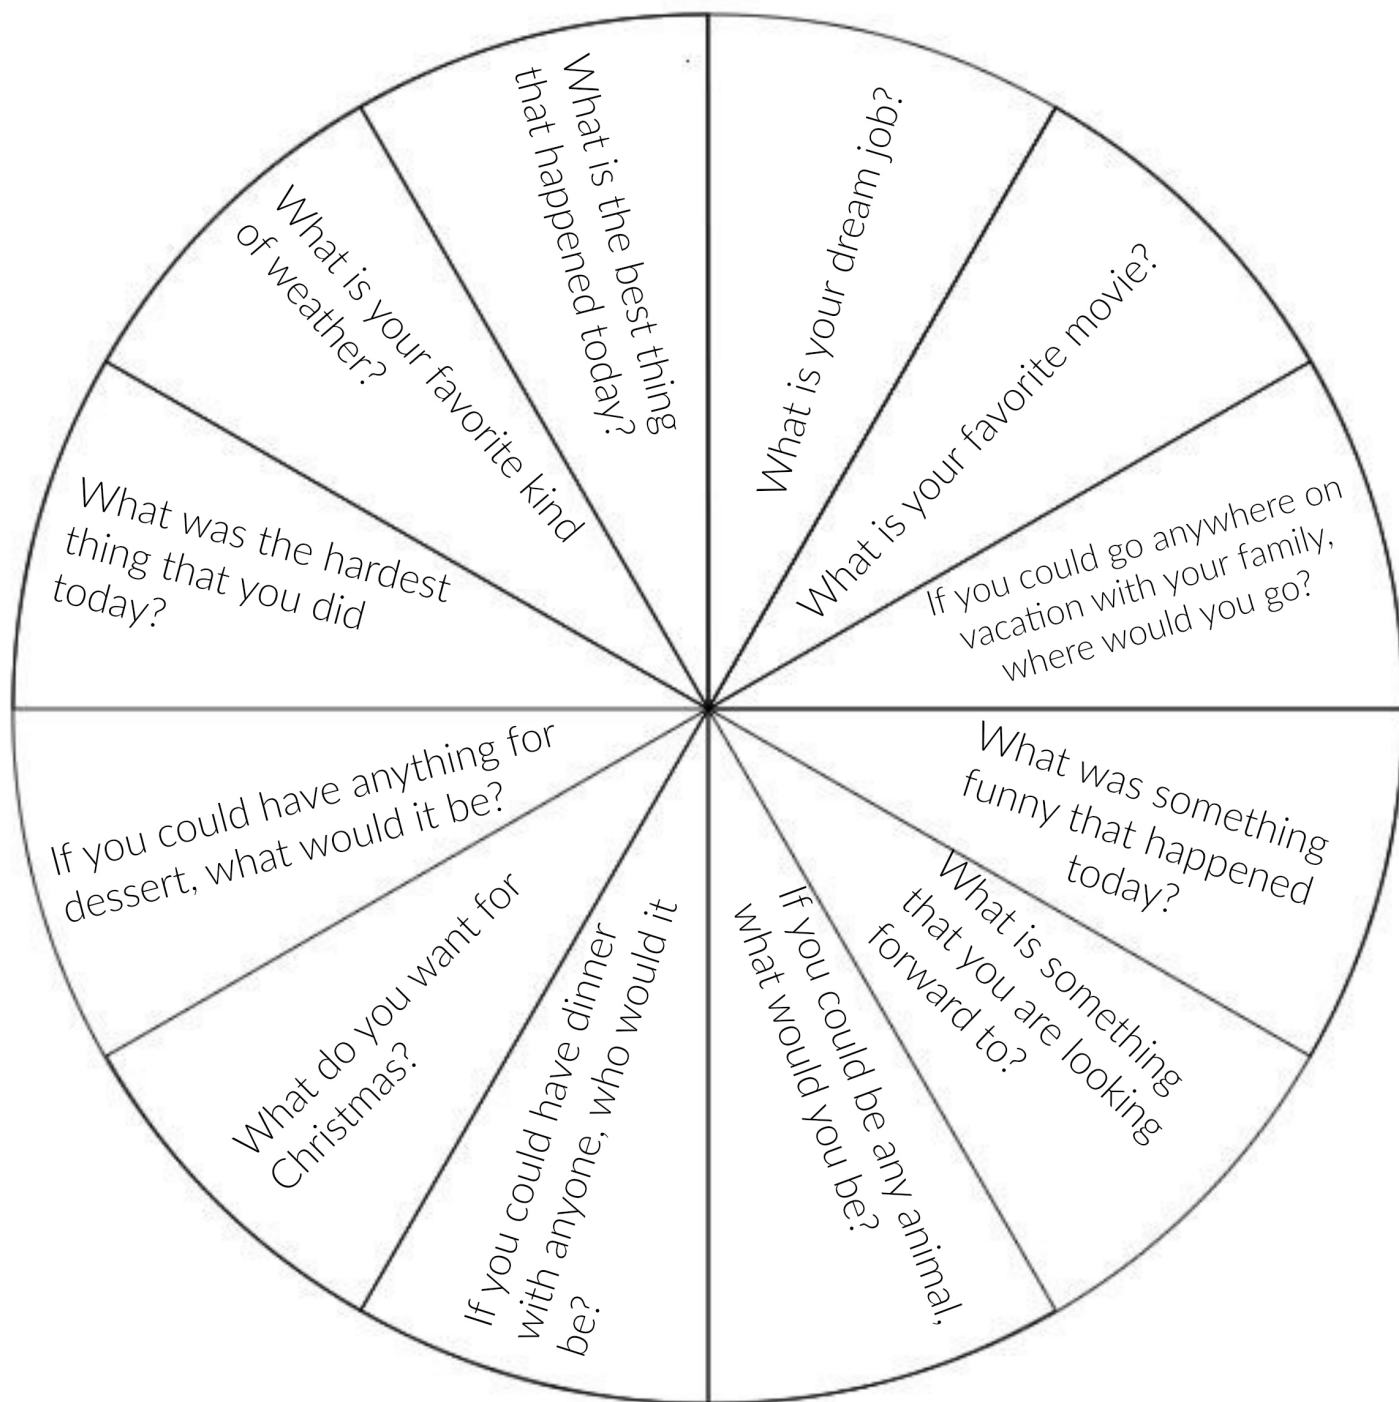 What is your dream job?
What is your favorite movie?
If you could go anywhere on
vacation with your family,
where would you go?
What was something
funny that happened
today?
What is something
that you are looking
forward to?
If you could be any animal,
what would you be?
If you could have dinner
with anyone, who would it
be?
What do you want for
Christmas?
If you could have anything for
dessert, what would it be?
What was the hardest
thing that you did
today?
What is your favorite kind
of weather?
What is the best thing
that happened today?